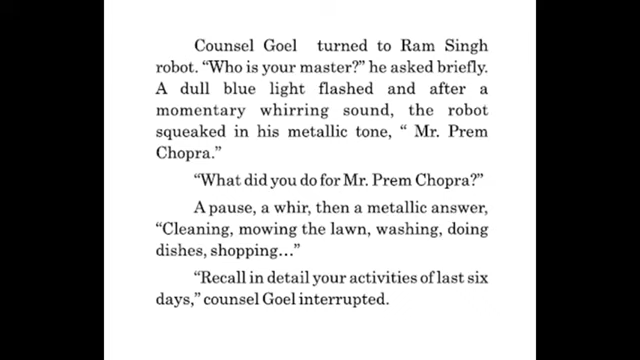 Counsel Goel turned to Ram Singh
robot. “Who is your master?” he asked briefly.
A dull blue light flashed and after a
momentary whirring sound, the robot
squeaked in his metallic tone, “ Mr. Prem
Chopra.”
“What did you do for Mr. Prem Chopra?”
A pause, a whir, then a metallic answer,
“Cleaning, mowing the lawn, washing, doing
dishes, shopping...”
“Recall in detail your activities of last six
days,” counsel Goel interrupted.